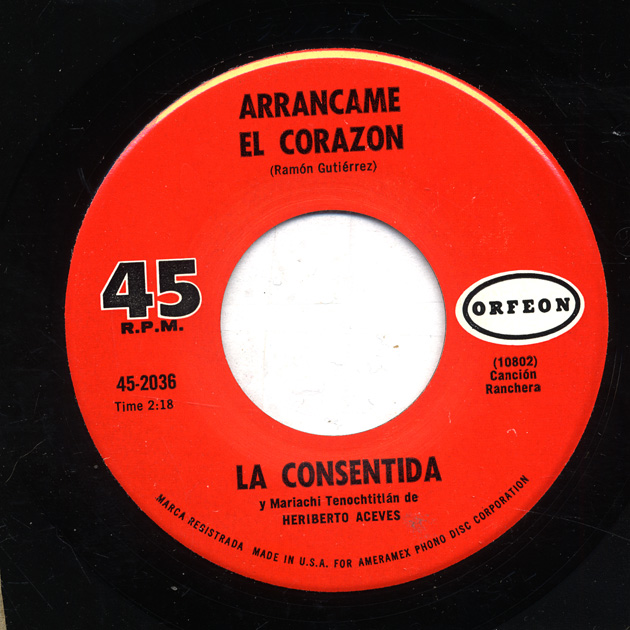 ARRANCAME
EL CORAZON
(Ramón Gutiérrez)
45
R.P.M.
45-2036
Time 2:18
ORFEON
(10802)
Canción
Ranchera
LA CONSENTIDA
y Mariachi Tenochtitlán de
HERIBERTO ACEVES
MARCA REGISTRADA MADE IN U.S.A. FOR AMERAMEX PHONO DISC CORPORATION